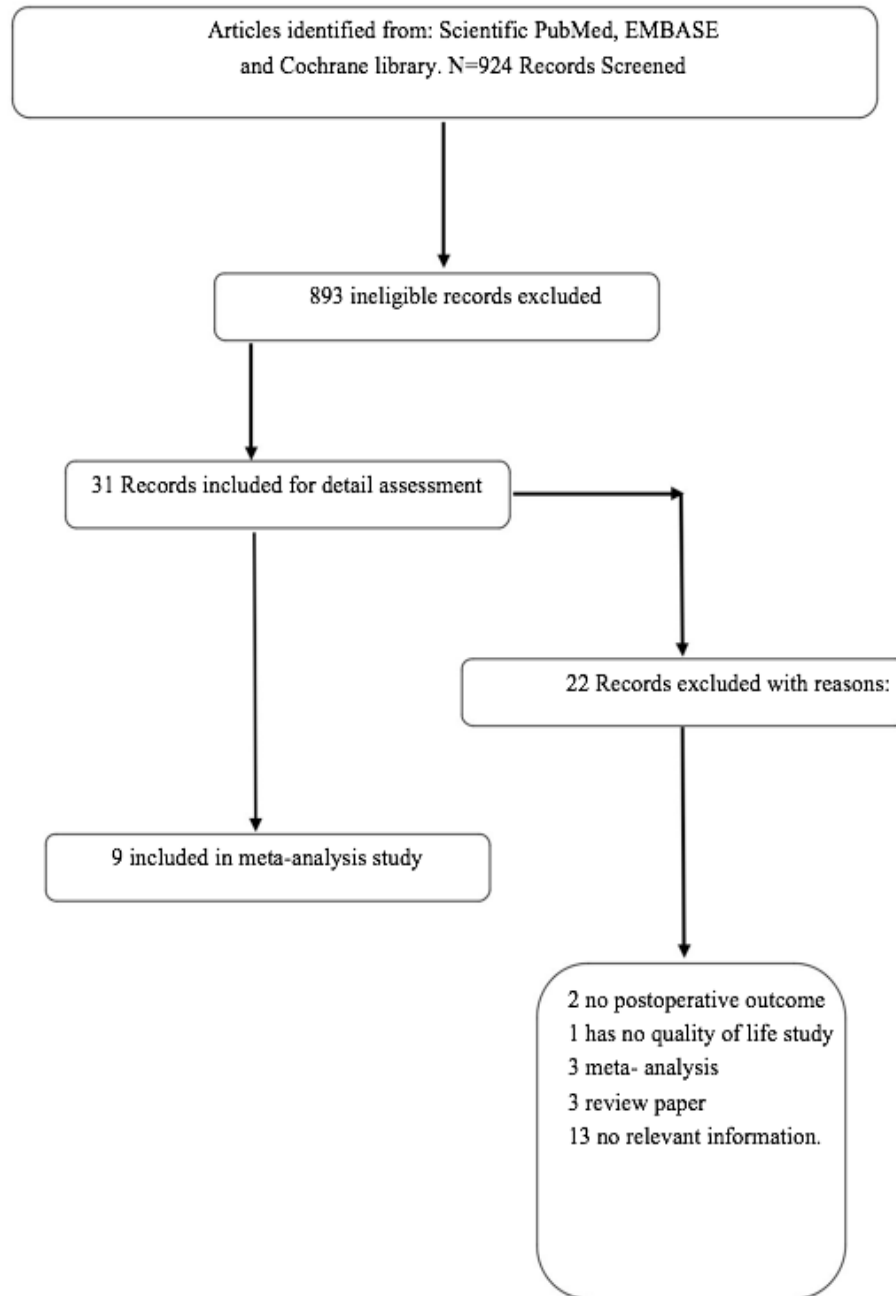 Articles identified from: Scientific PubMed, EMBASE
and Cochrane library. N=924 Records Screened
893 ineligible records excluded
31 Records included for detail assessment
22 Records excluded with reasons:
9 included in meta-analysis study
2 no postoperative outcome
1 has no quality of life study
3 meta- analysis
3 review paper
13 no relevant information.